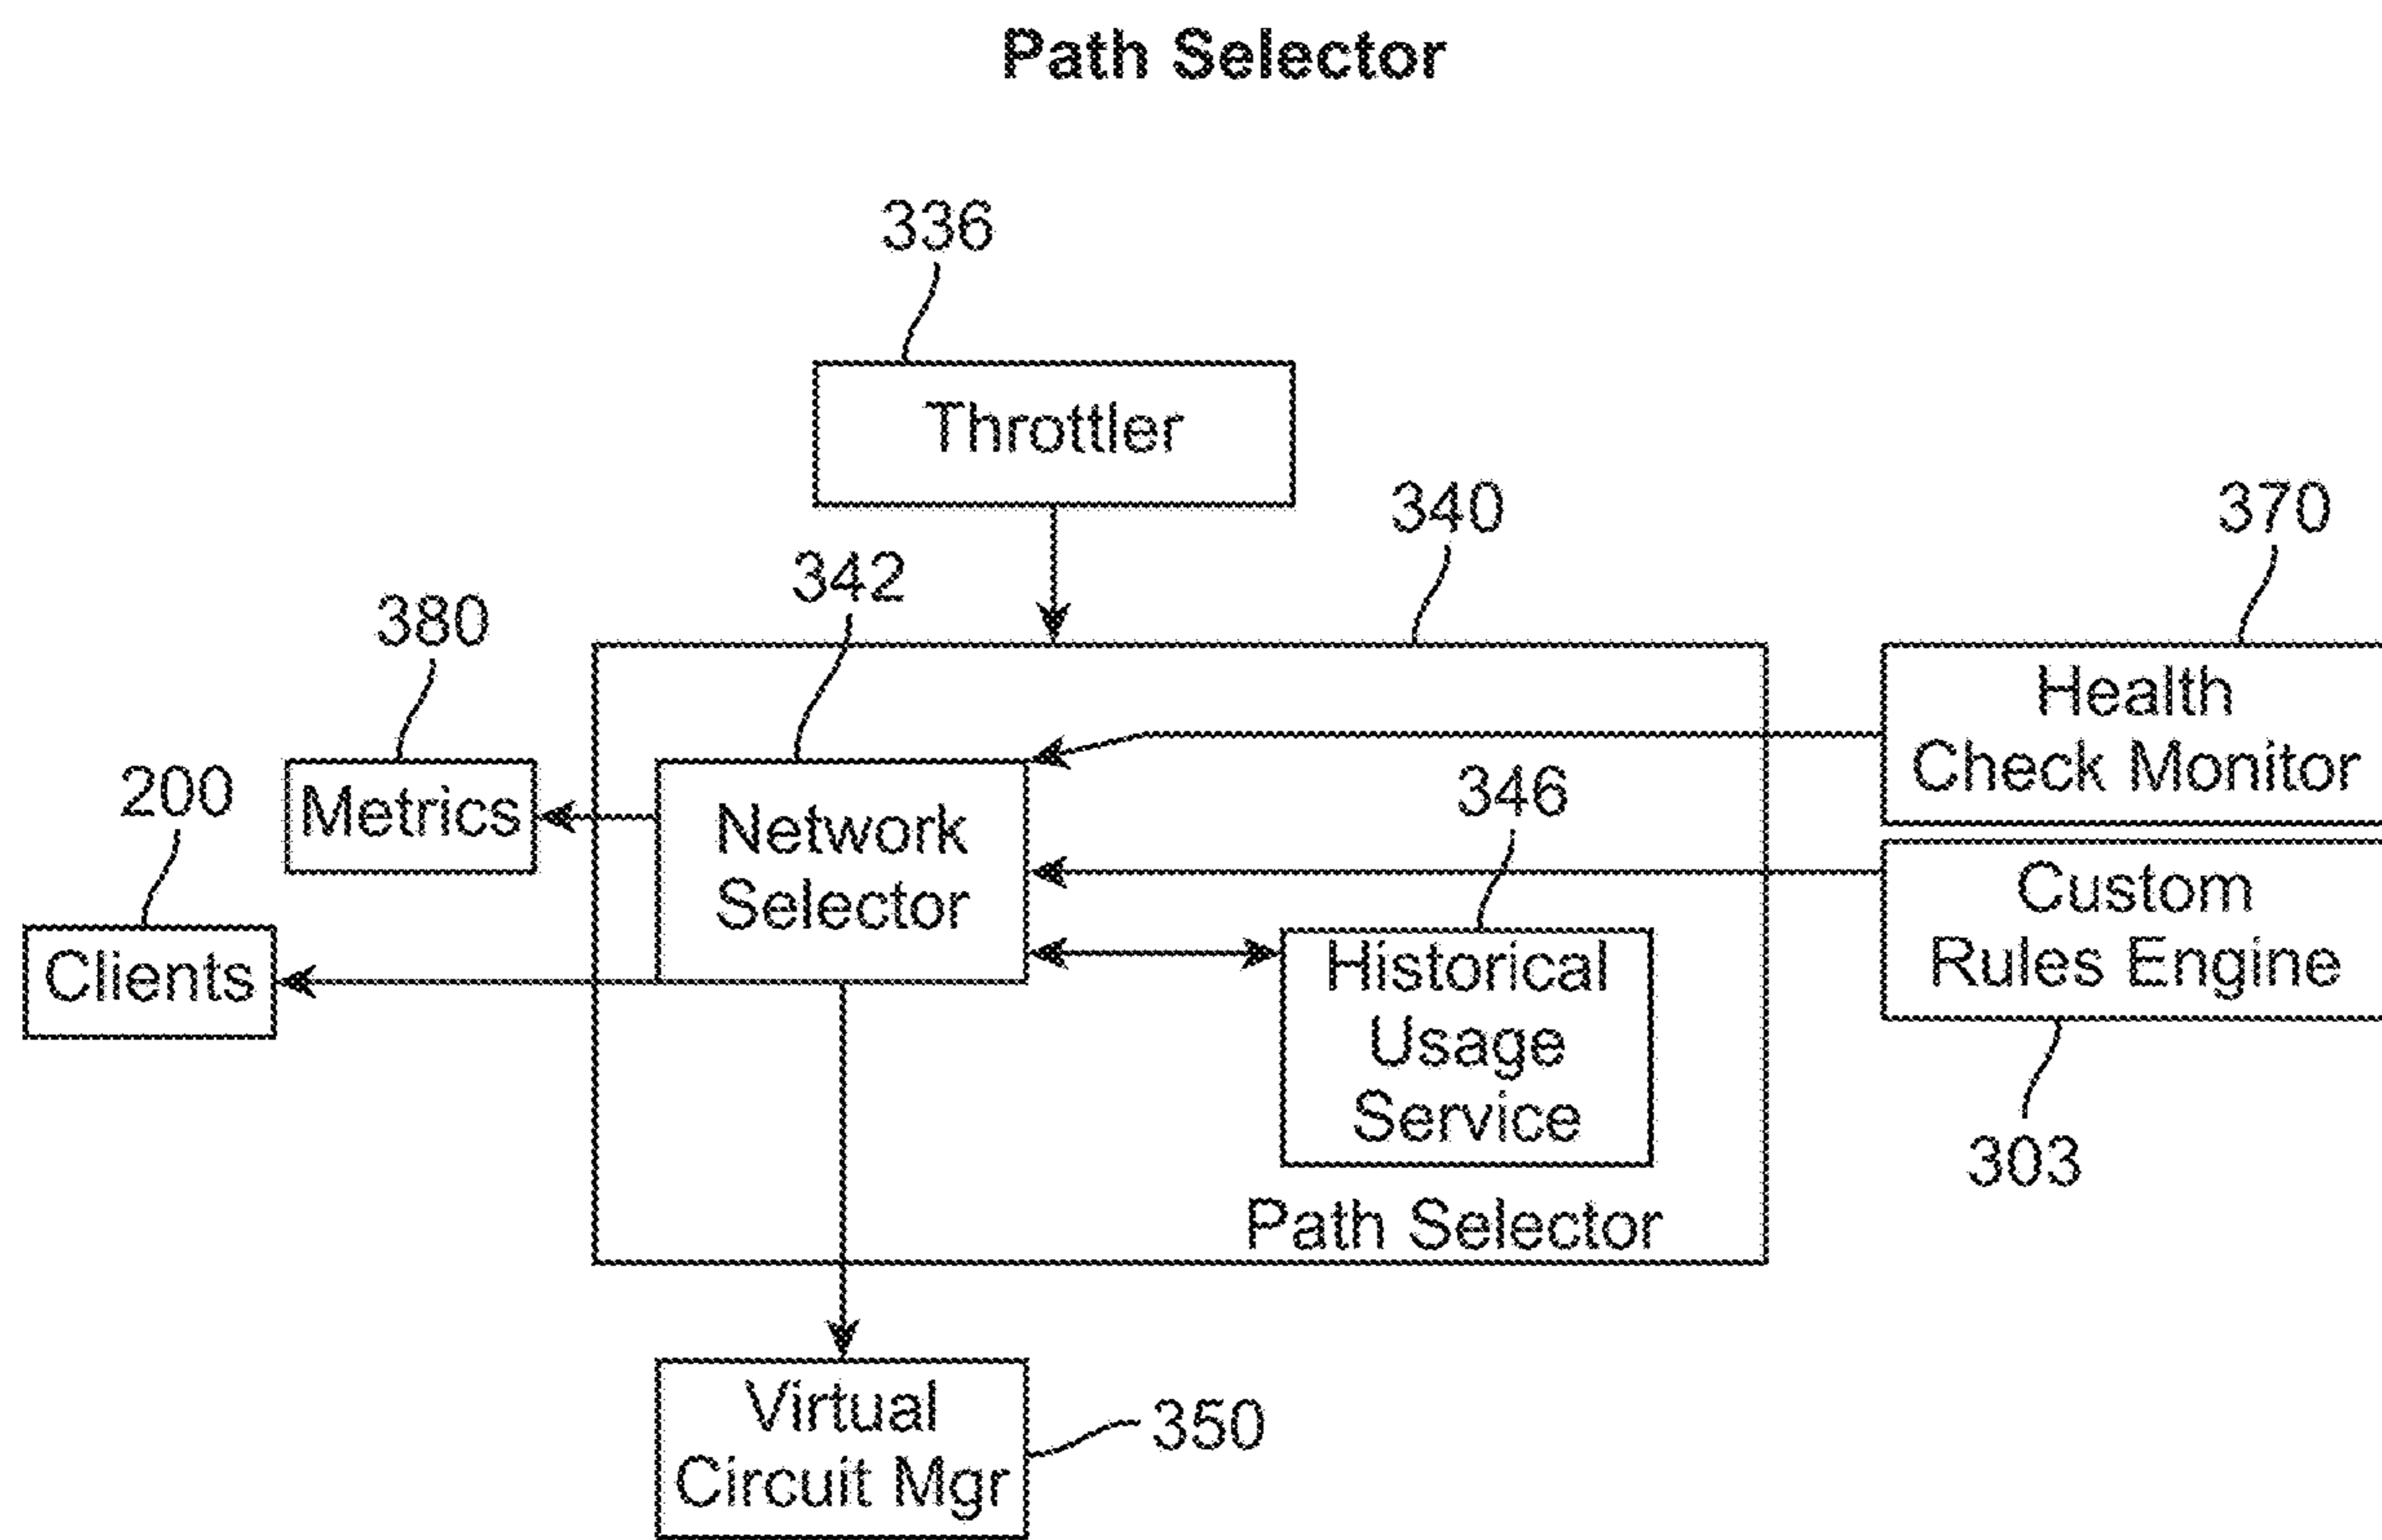 Path Selector
336
Throttler
340
370
342
380
Health
Check Monitor
200
Metrics
Network
Selector
346
Custom
Rules Engine
Clients
Historical
Usage
Service
303
Path Selector
Virtual
Circuit Mgr
350